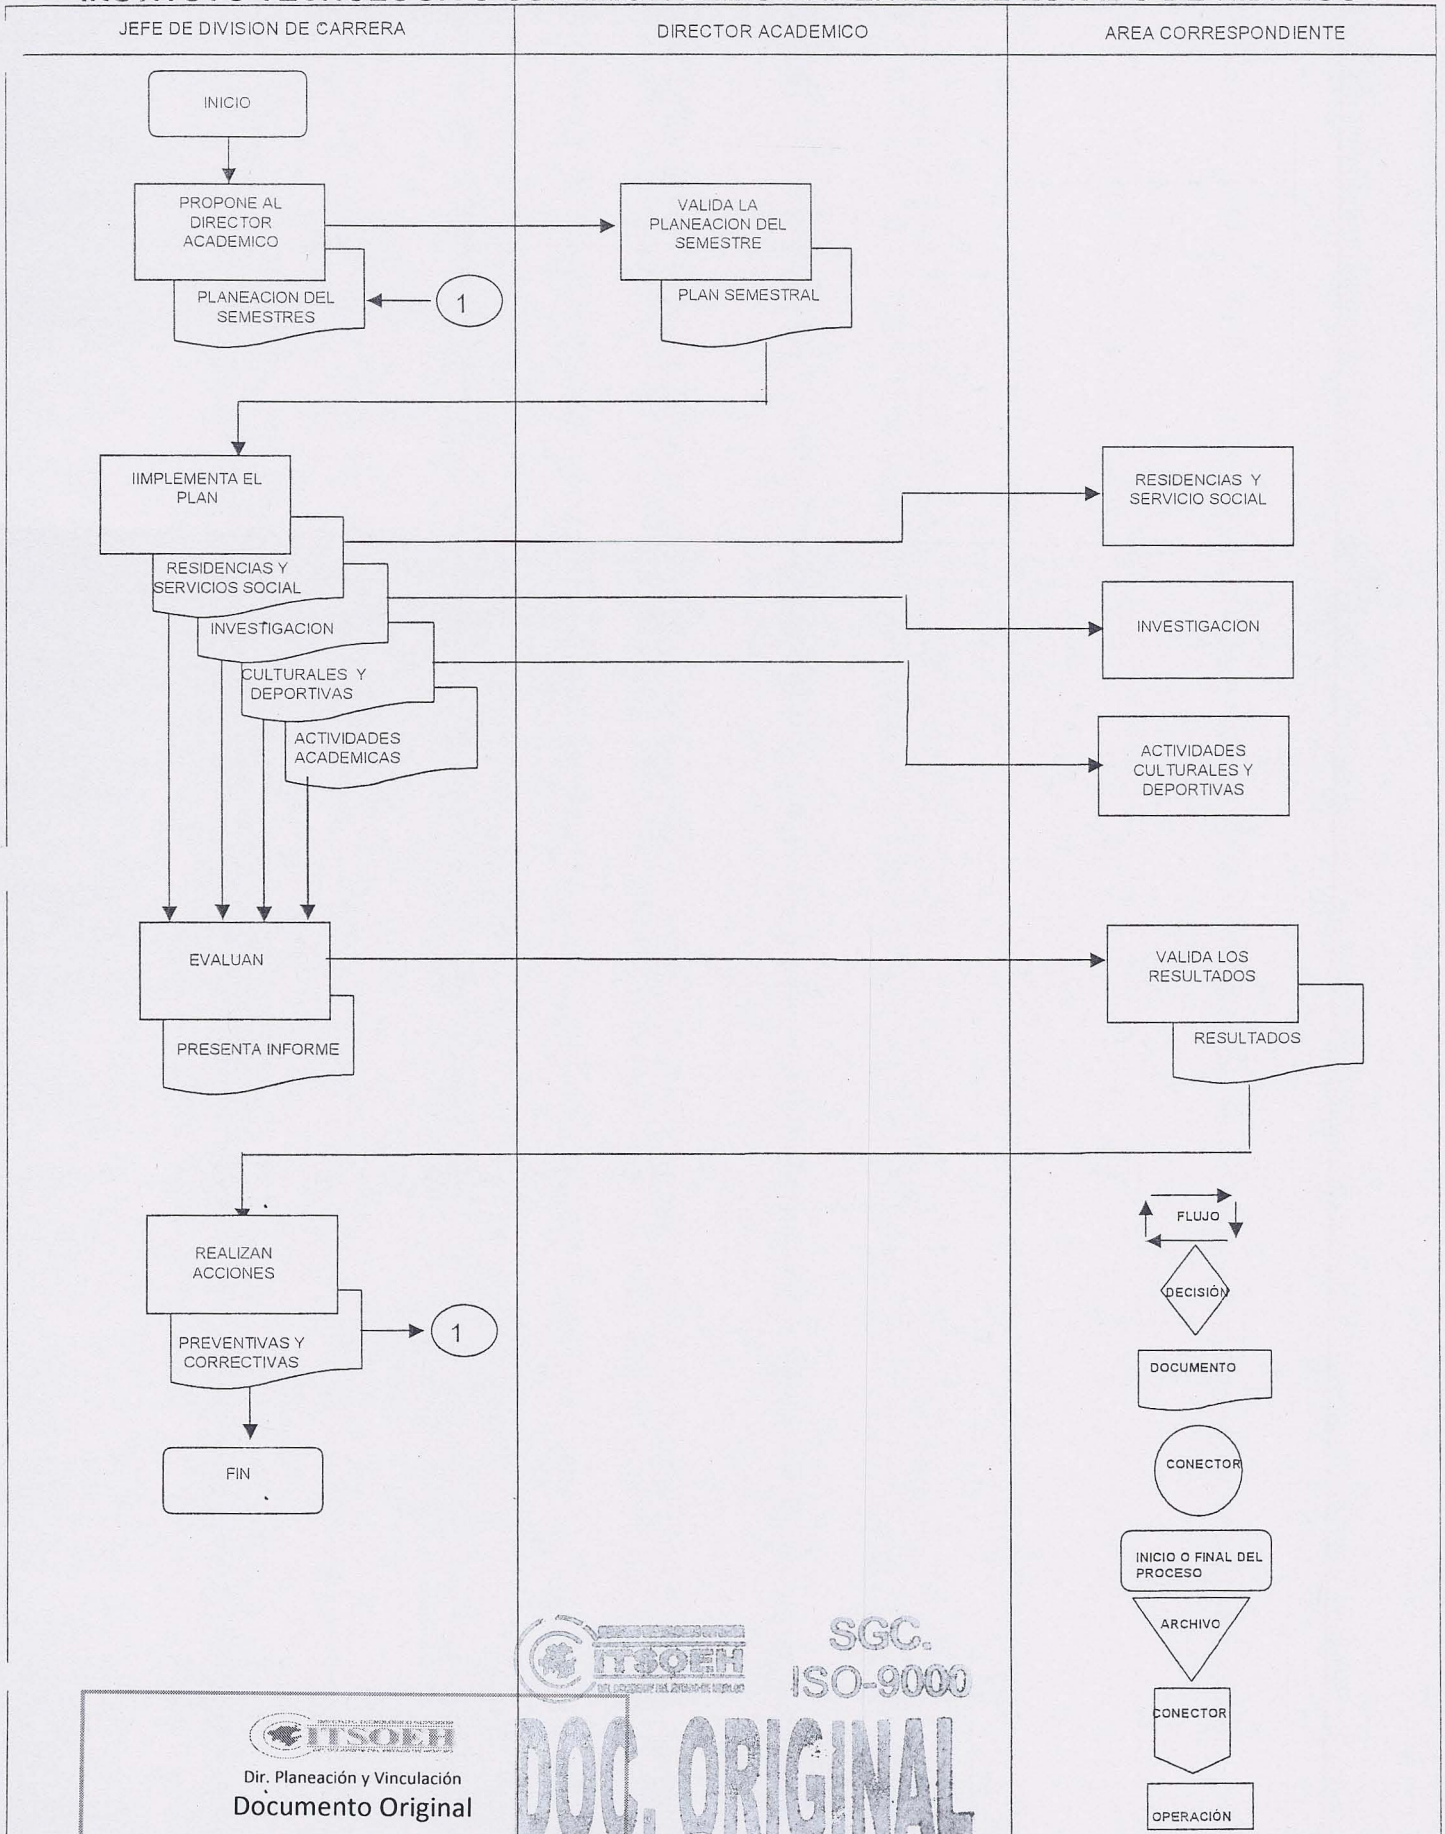 JEFE DE DIVISION DE CARRERA
DIRECTOR ACADEMICO
AREA CORRESPONDIENTE
INICIO
PROPONE AL
DIRECTOR
ACADEMICO
PLANEACION DEL
SEMESTRES
1
VALIDA LA
PLANEACION DEL
SEMESTRE
PLAN SEMESTRAL
IIMPLEMENTA EL
PLAN
RESIDENCIAS Y
SERVICIOS SOCIAL
INVESTIGACION
CULTURALES Y
DEPORTIVAS
ACTIVIDADES
ACADEMICAS
RESIDENCIAS Y
SERVICIO SOCIAL
INVESTIGACION
ACTIVIDADES
CULTURALES Y
DEPORTIVAS
EVALUAN
PRESENTA INFORME
VALIDA LOS
RESULTADOS
RESULTADOS
REALIZAN
ACCIONES
PREVENTIVAS Y
CORRECTIVAS
1
FIN
FLUJO
DECISIÓN
DOCUMENTO
CONECTOR
INICIO O FINAL DEL
PROCESO
ARCHIVO
CONECTOR
OPERACIÓN
ITSOEH
SGC.
ISO-9000
DOC. ORIGINAL
ITSOEH
Dir. Planeación y Vinculación
Documento Original